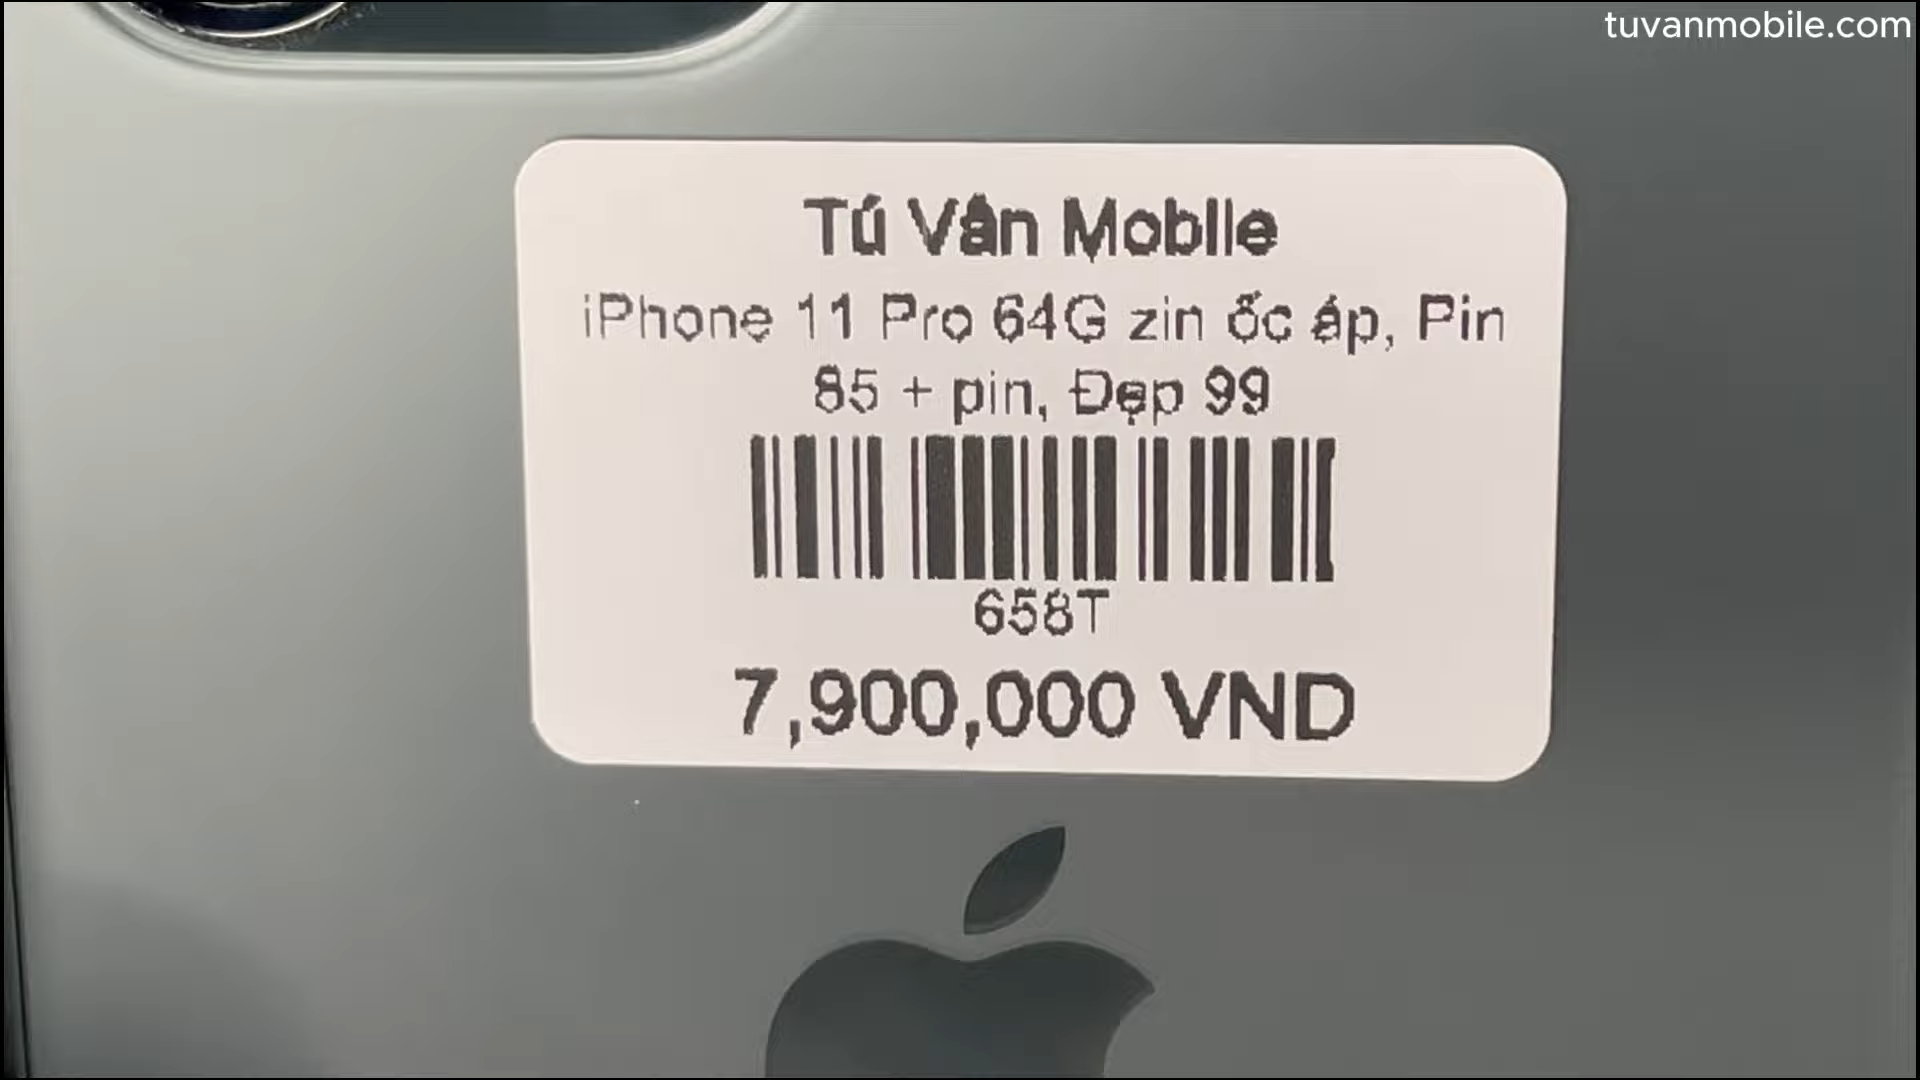 tuvanmobile.com
Tú Vân Mobile
iPhone 11 Pro 64G zin ốc áp, Pin
85 + pin, Đẹp 99
658T
7,900,000 VND